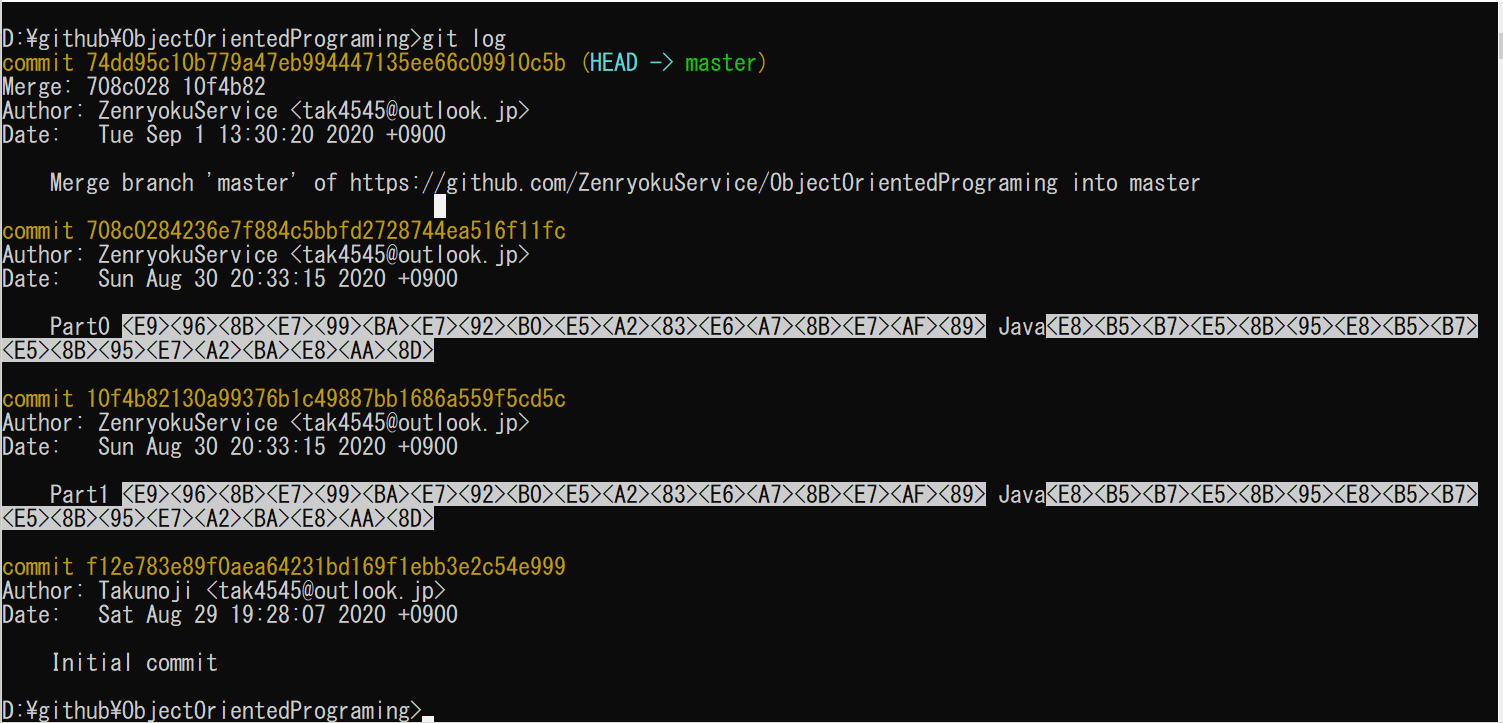 D:¥github¥ObjectOrientedPrograming>git log
commit 74dd95c10b779a47eb994447135ee66c09910c5b (HEAD -> master)
Merge: 708c028 10f4b82
Author: ZenryokuService <tak4545@outlook.jp>
Date:   Tue Sep 1 13:30:20 2020 +0900
Merge branch 'master' of https://github.com/ZenryokuService/ObjectOrientedPrograming into master
commit 708c0284236e7f884c5bbfd2728744ea516f11fc
Author: ZenryokuService <tak4545@outlook.jp>
Date:   Sun Aug 30 20:33:15 2020 +0900
Part0 <E9><96><8B><E7><99><BA><E7><92><B0><E5><A2><83><E6><A7><8B><E7><AF><89> Java<E8><B5><B7><E5><8B><95><E8><B5><B7>
<E5><8B><95><E7><A2><BA><E8><AA><8D>
commit 10f4b82130a99376b1c49887bb1686a559f5cd5c
Author: ZenryokuService <tak4545@outlook.jp>
Date:   Sun Aug 30 20:33:15 2020 +0900
Part1 <E9><96><8B><E7><99><BA><E7><92><B0><E5><A2><83><E6><A7><8B><E7><AF><89> Java<E8><B5><B7><E5><8B><95><E8><B5><B7>
<E5><8B><95><E7><A2><BA><E8><AA><8D>
commit f12e783e89f0aea64231bd169f1ebb3e2c54e999
Author: Takunoji <tak4545@outlook.jp>
Date:   Sat Aug 29 19:28:07 2020 +0900
Initial commit
D:¥github¥ObjectOrientedPrograming>